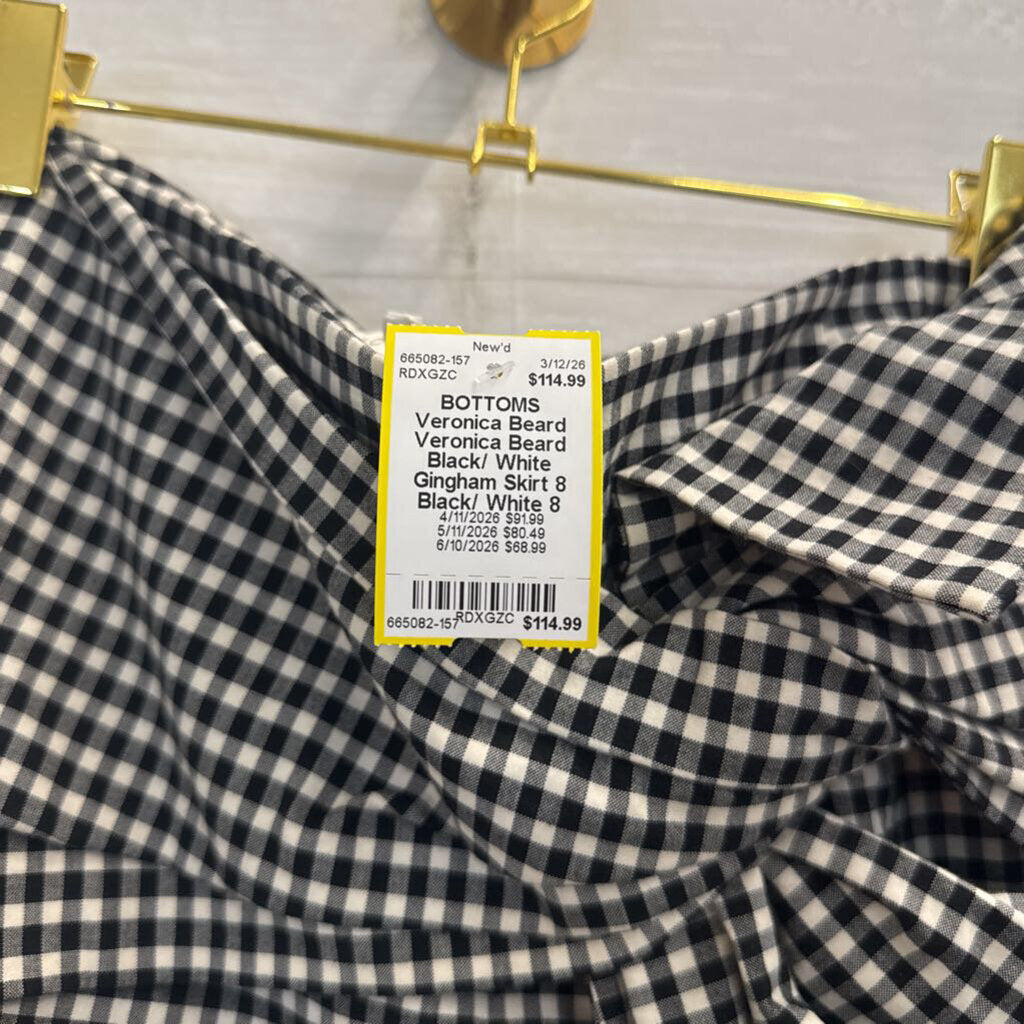 New'd
665082-157 3/12/26
RDXGZC $114.99
BOTTOMS
Veronica Beard
Veronica Beard
Black/ White
Gingham Skirt 8
Black/ White 8
4/11/2026 $91.99
5/11/2026 $80.49
6/10/2026 $68.99
665082-157 RDXGZC $114.99